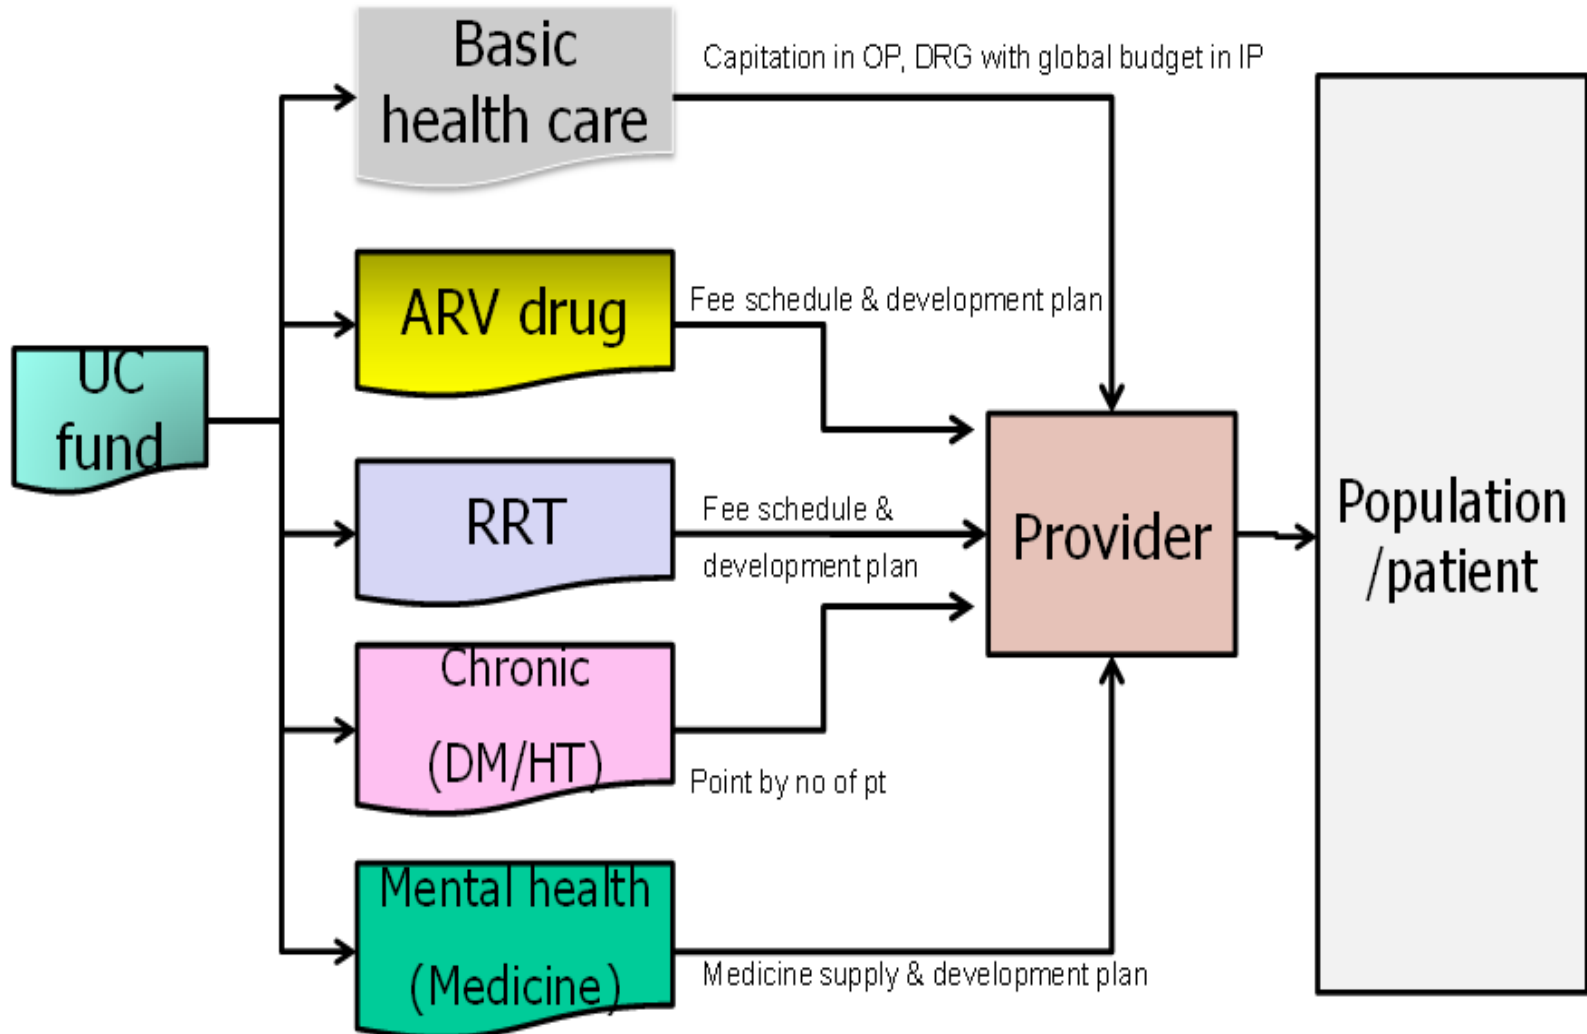 Basic
health care
Capitation in OP, DRG with global budget in IP
ARV drug
Fee schedule & development plan
UC
fund
RRT
Fee schedule &
development plan
Provider
Population
/patient
Chronic
(DM/HT)
Point by no of pt
Mental health
(Medicine)
Medicine supply & development plan